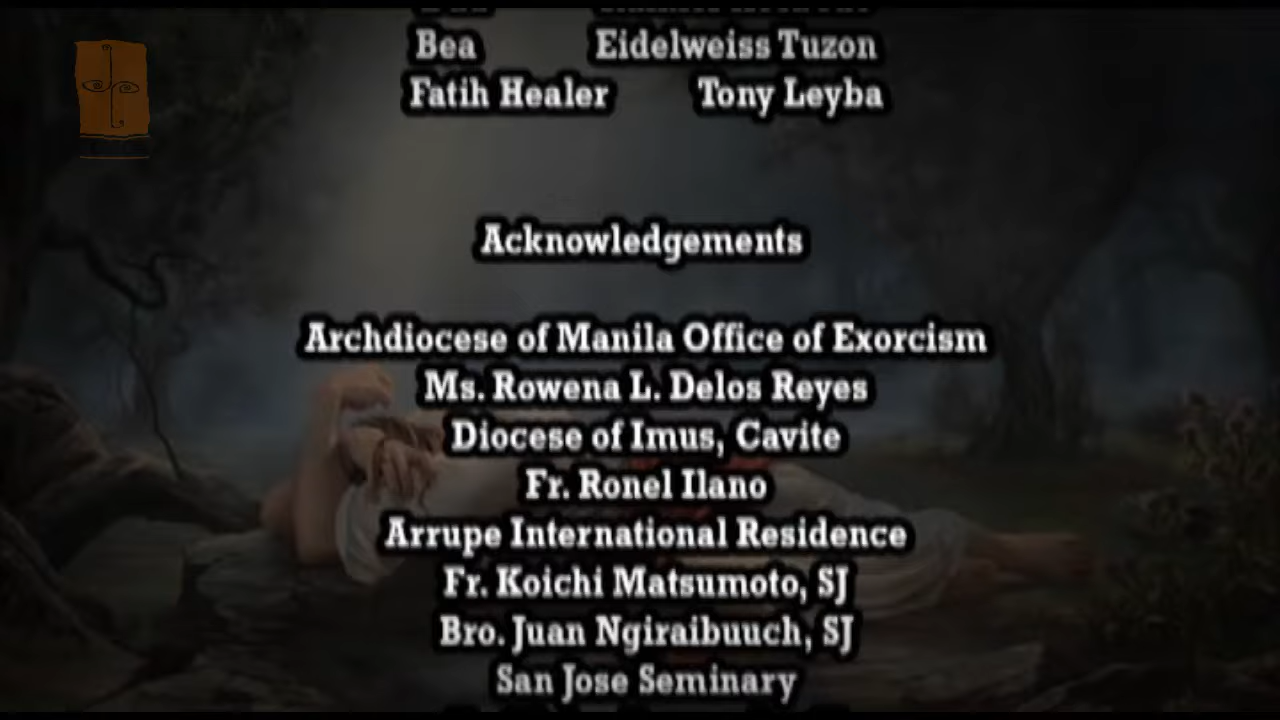 Bea Eidelweiss Tuzon
Fatih Healer Tony Leyba
Acknowledgements
Archdiocese of Manila Office of Exorcism
Ms. Rowena L. Delos Reyes
Diocese of Imus, Cavite
Fr. Ronel Ilano
Arrupe International Residence
Fr. Koichi Matsumoto, SJ
Bro. Juan Ngiraibuuch, SJ
San Jose Seminary